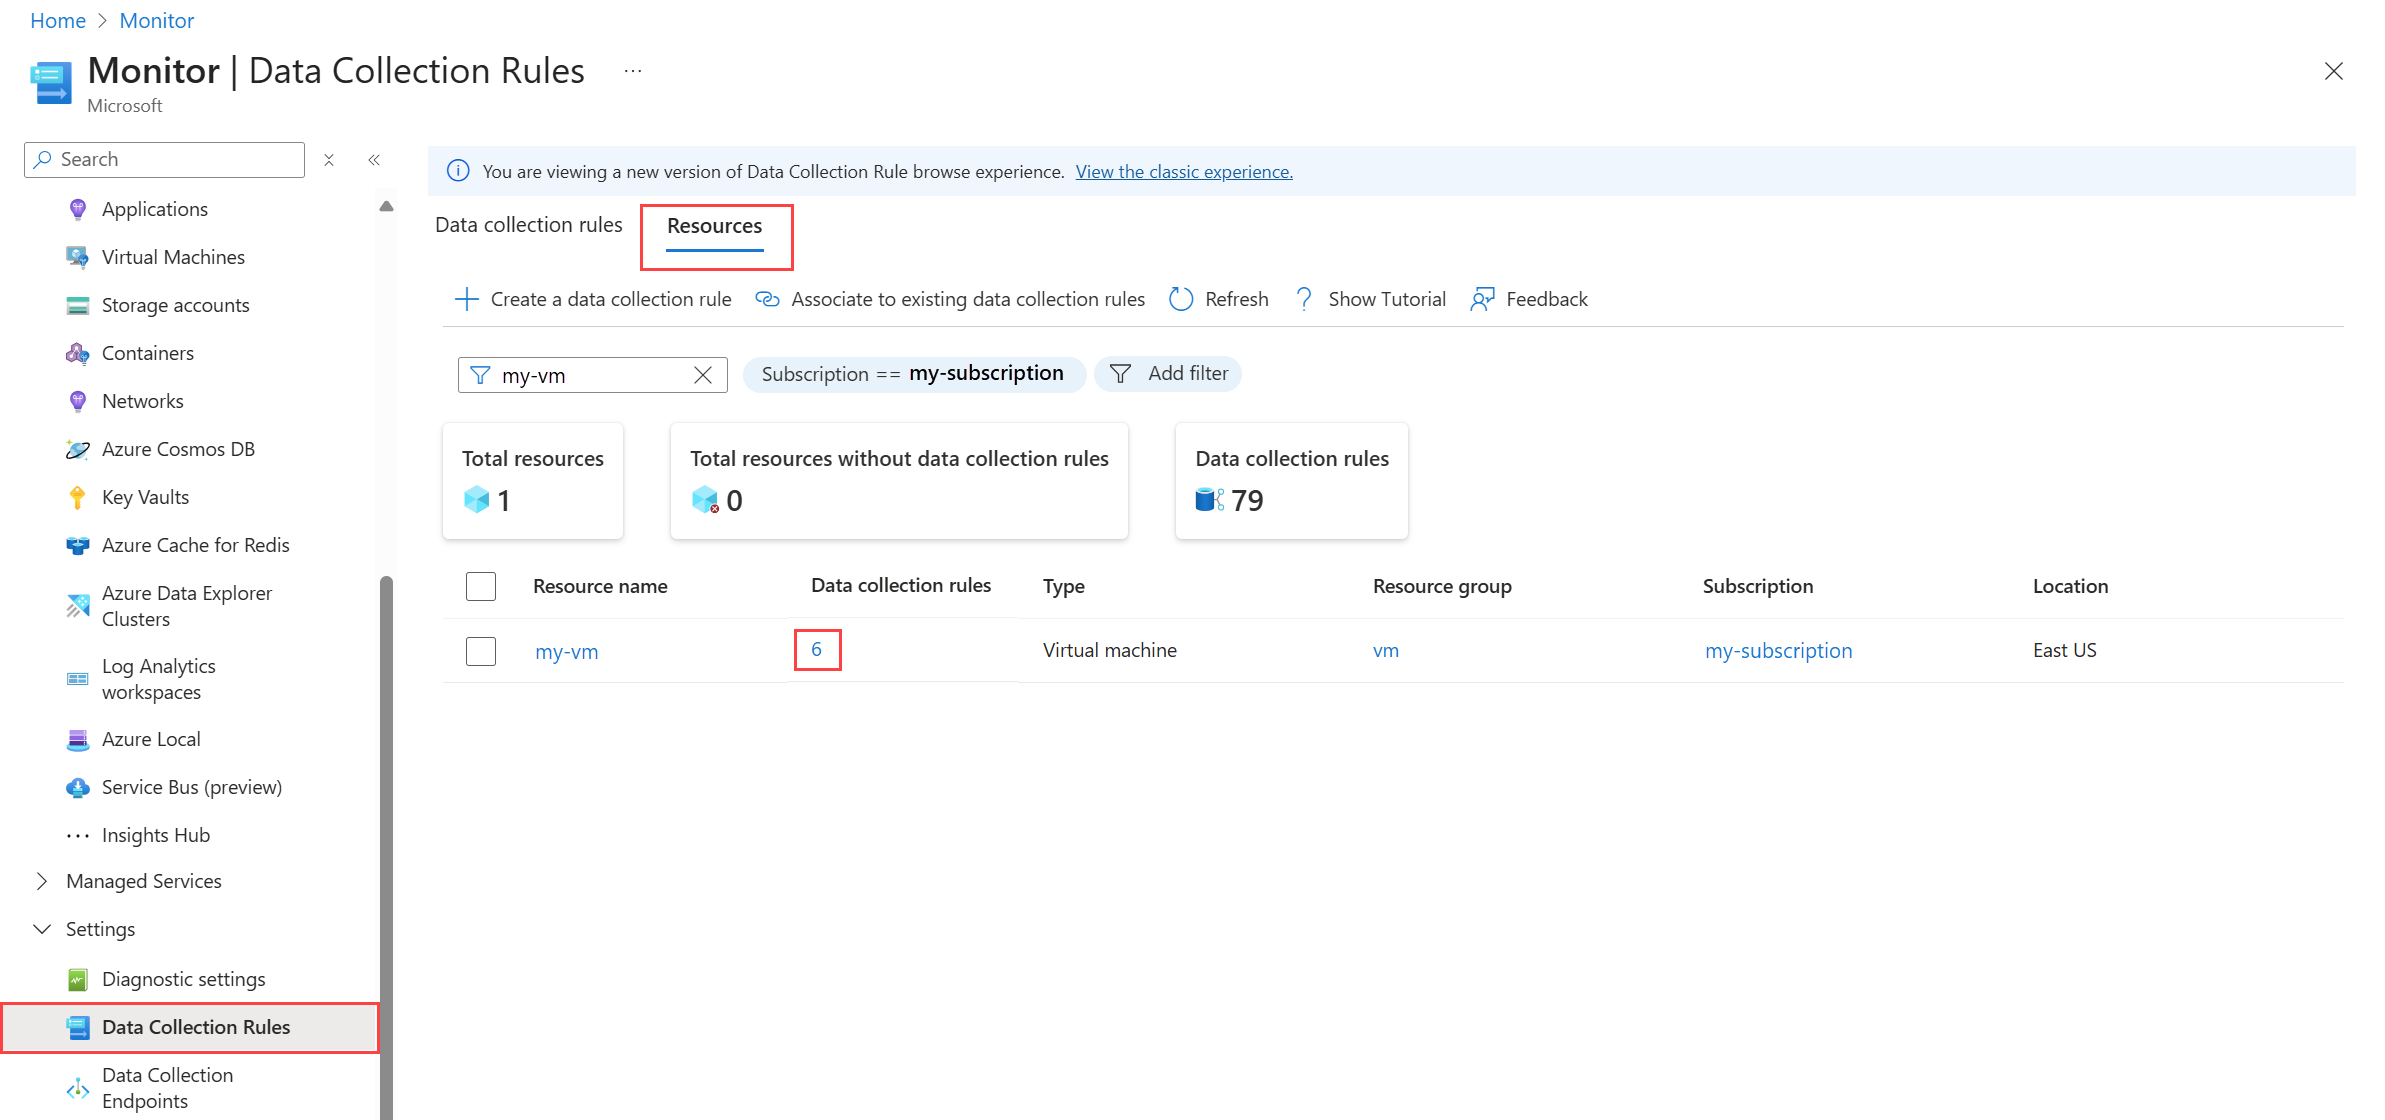 Home > Monitor
Monitor | Data Collection Rules ...
Microsoft
Search
Applications
Virtual Machines
Storage accounts
Containers
Networks
Azure Cosmos DB
Key Vaults
Azure Cache for Redis
Azure Data Explorer
Clusters
Log Analytics
workspaces
Azure Local
Service Bus (preview)
Insights Hub
Managed Services
Settings
Diagnostic settings
Data Collection Rules
Data Collection
Endpoints
You are viewing a new version of Data Collection Rule browse experience. View the classic experience.
Data collection rules Resources
Create a data collection rule Associate to existing data collection rules Refresh Show Tutorial Feedback
my-vm Subscription == my-subscription Add filter
Total resources Total resources without data collection rules Data collection rules
1 0 79
Resource name Data collection rules Type Resource group Subscription Location
my-vm 6 Virtual machine vm my-subscription East US